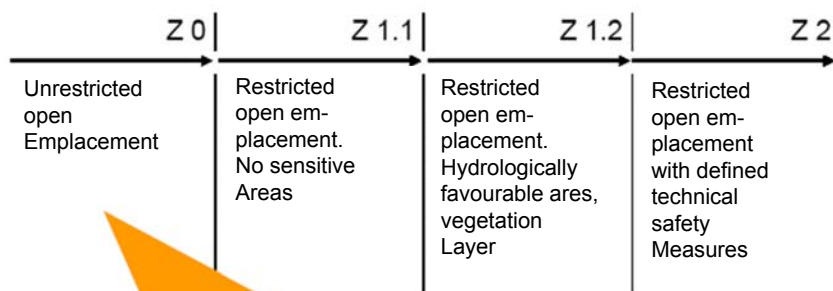 Z 0
Z 1.1
Z 1.2
Z 2
Unrestricted
open
Emplacement
Restricted
open em-
placement.
No sensitive
Areas
Restricted
open em-
placement.
Hydrologically
favourable ares,
vegetation
Layer
Restricted
open em-
placement
with defined
technical
safety
Measures